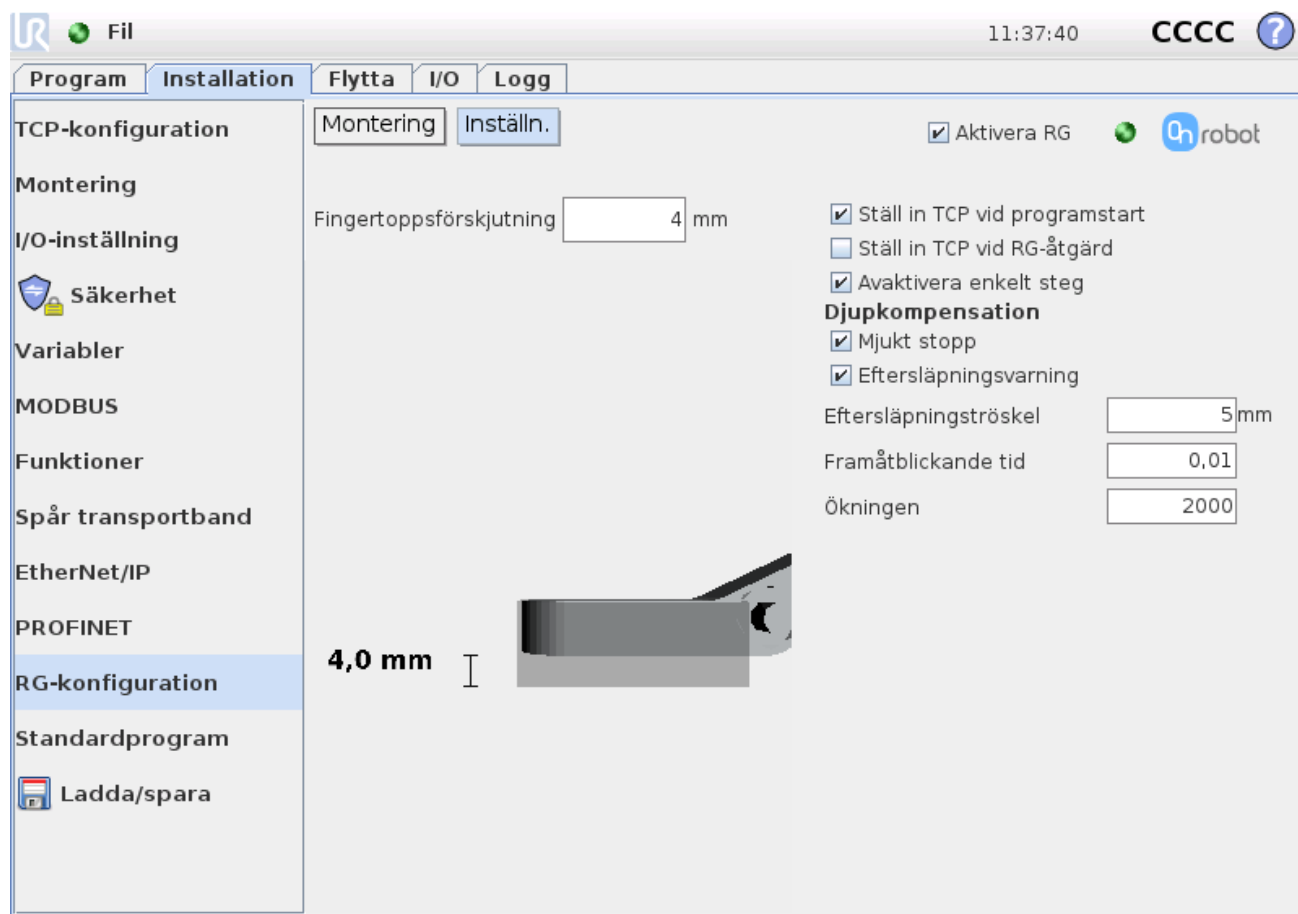 UR Fil 11:37:40 CCCC ?
Program Installation Flytta I/O Logg
TCP-konfiguration
Montering
I/O-inställning
Säkerhet
Variabler
MODBUS
Funktioner
Spår transportband
EtherNet/IP
PROFINET
RG-konfiguration
Standardprogram
Ladda/spara
Montering Inställn.
Aktivera RG On robot
Fingertoppsförskjutning 4 mm
4,0 mm
Ställ in TCP vid programstart
Ställ in TCP vid RG-åtgärd
Avaktivera enkelt steg
Djupkompensation
Mjukt stopp
Eftersläpningsvarning
Eftersläpningströskel 5 mm
Framåtblickande tid 0,01
Ökningen 2000